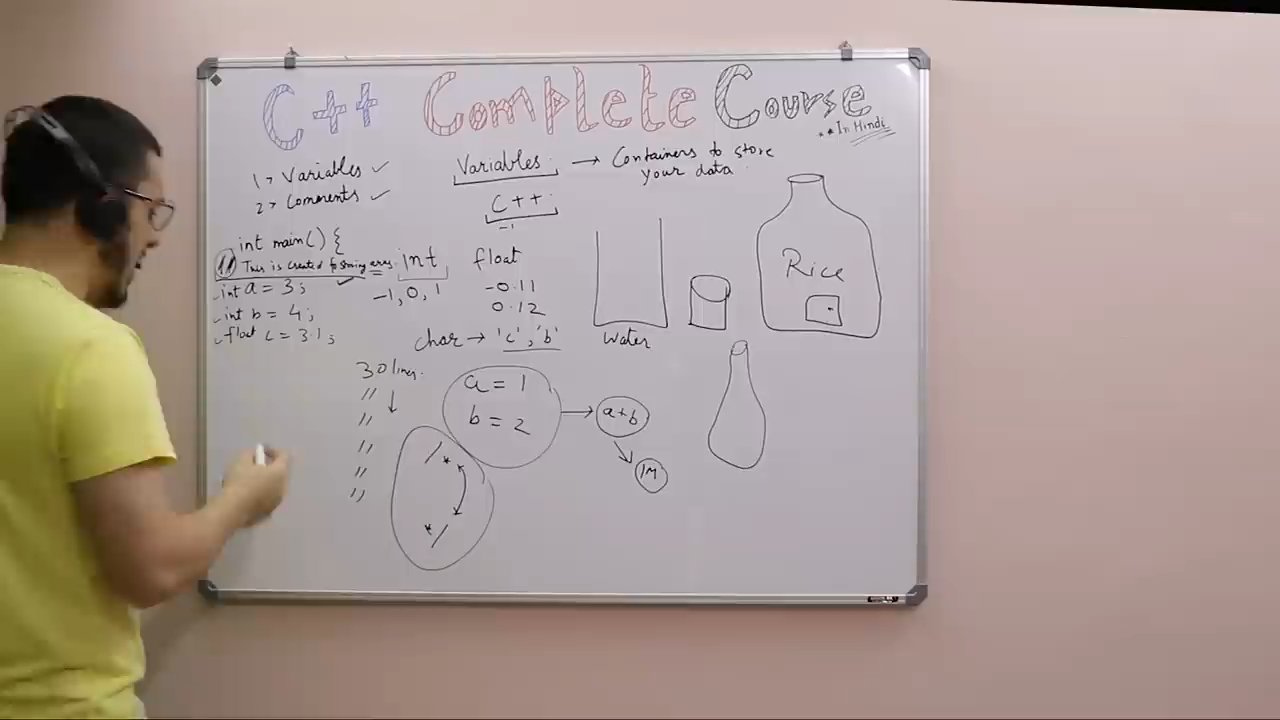 C++ Complete Course
**In Hindi
1 → Variables ✓
2 → Comments ✓
Variables → Containers to store
your data
C++
-1
int main() {
// This is created for storing
int a = 3;
int b = 4;
float c = 3.1;
int
-1, 0, 1
float
-0.11
0.12
char → 'c', 'b'
water
Rice
30 lines.
//
//
//
//
//
a = 1
b = 2
a+b
1M
/*
*
*
*/